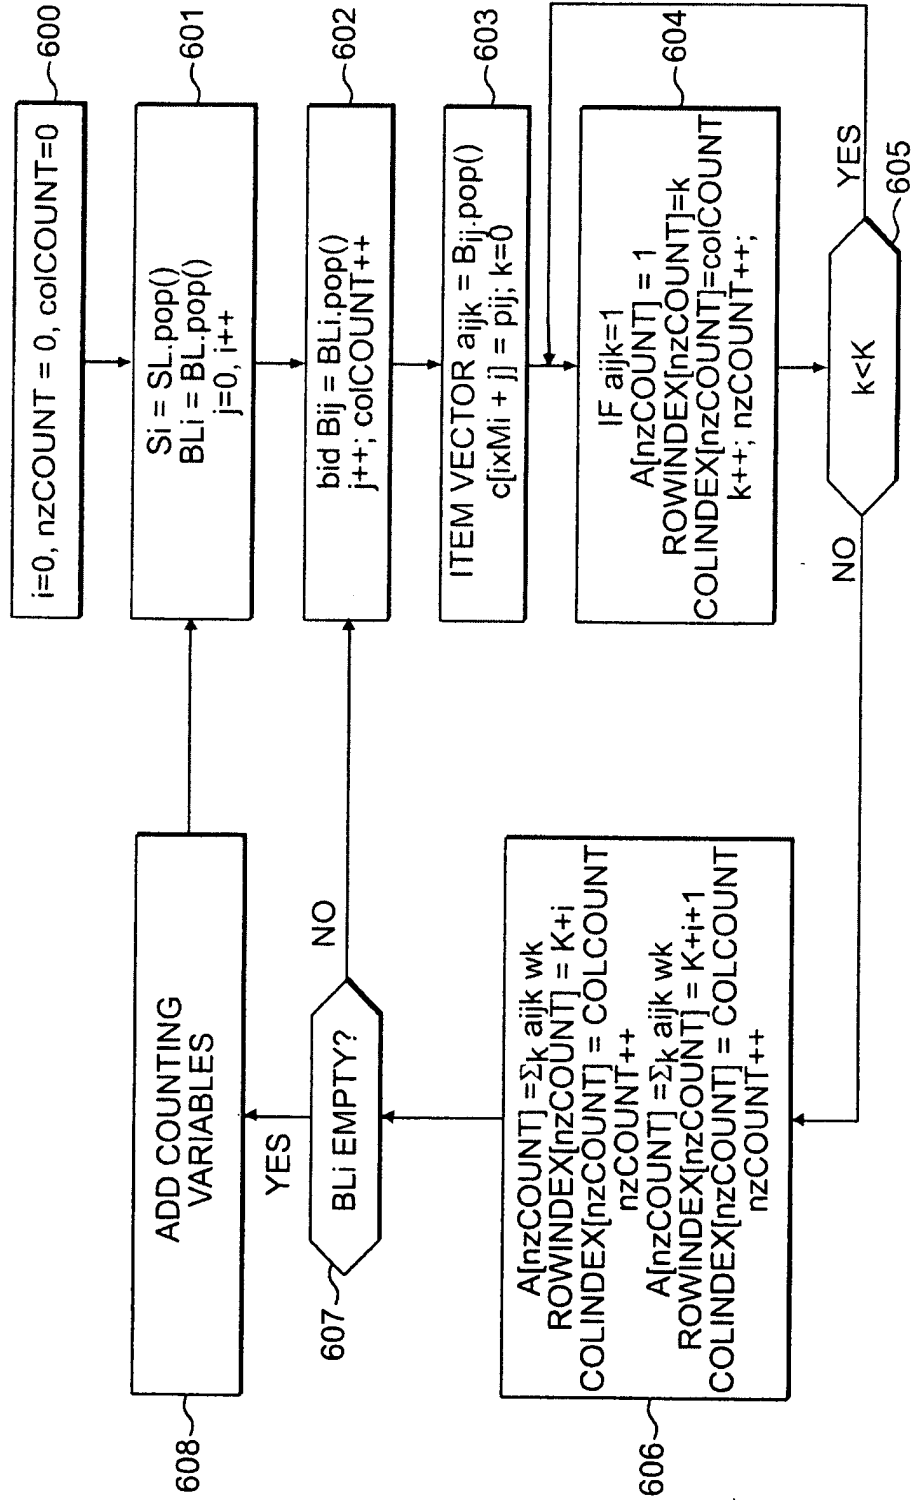 i=0, nzCOUNT = 0, colCOUNT=0
600
Si = SL.pop()
BLi = BL.pop()
j=0, i++
601
bid Bij = BLi.pop()
j++; colCOUNT++
602
ITEM VECTOR aijk = Bij.pop()
c[ixMi + j] = pij; k=0
603
IF aijk=1
A[nzCOUNT] = 1
ROWINDEX[nzCOUNT]=k
COLINDEX[nzCOUNT]=colCOUNT
k++; nzCOUNT++;
604
k<K
YES
605
NO
A[nzCOUNT] =Σk aijk wk
ROWINDEX[nzCOUNT] = K+i
COLINDEX[nzCOUNT] = COLCOUNT
nzCOUNT++
A[nzCOUNT] =Σk aijk wk
ROWINDEX[nzCOUNT] = K+i+1
COLINDEX[nzCOUNT] = COLCOUNT
nzCOUNT++
606
BLi EMPTY?
NO
YES
607
ADD COUNTING
VARIABLES
608